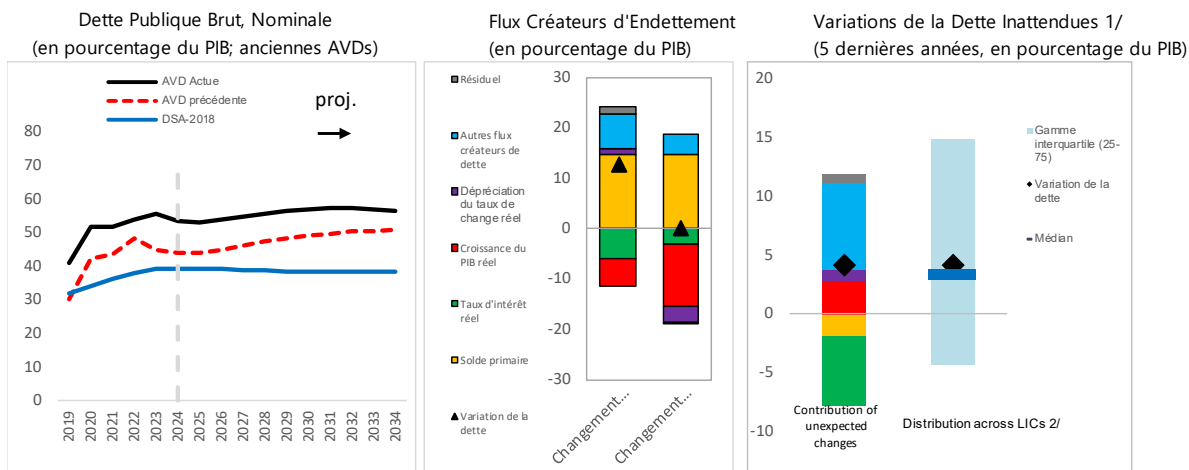 Dette Publique Brut, Nominale
(en pourcentage du PIB; anciennes AVDs)
AVD Actue
AVD précédente
DSA-2018
proj.
80
70
60
50
40
30
20
10
0
2019
2020
2021
2022
2023
2024
2025
2026
2027
2028
2029
2030
2031
2032
2033
2034
Flux Créateurs d'Endettement
(en pourcentage du PIB)
Résiduel
Autres flux
créateurs de
dette
Dépréciation
du taux de
change réel
Croissance du
PIB réel
Taux d'intérêt
réel
Solde primaire
Variation de la
dette
30
20
10
0
-10
-20
-30
Changement...
Changement...
Variations de la Dette Inattendues 1/
(5 dernières années, en pourcentage du PIB)
20
15
10
5
0
-5
-10
Gamme
interquartile (25-
75)
Variation de la
dette
Médian
Contribution of
unexpected
changes
Distribution across LICs 2/